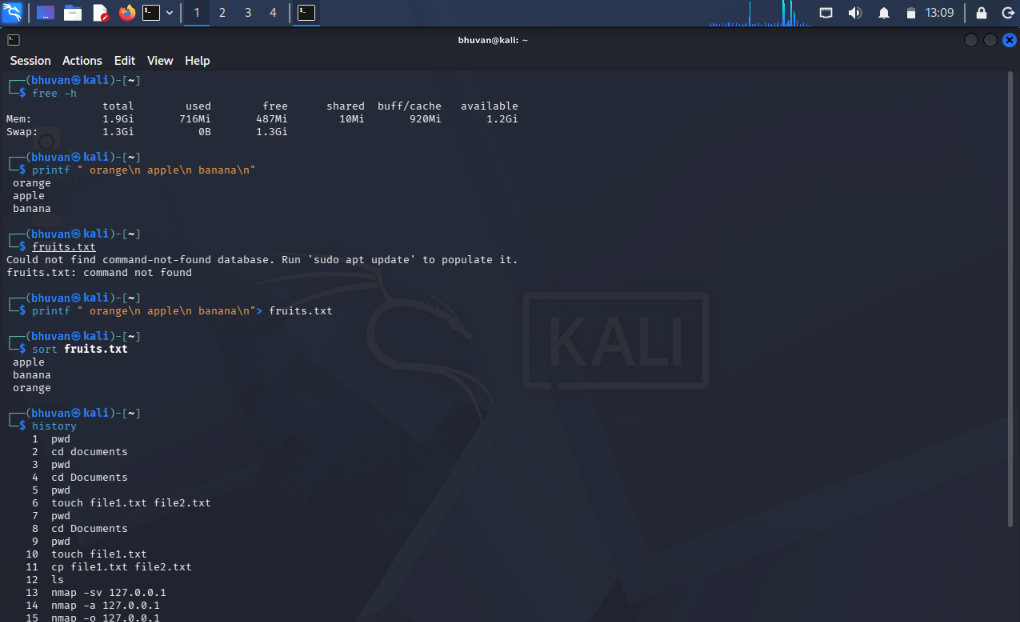 1 2 3 4 13:09
bhuvan@kali: ~
Session Actions Edit View Help
┌──(bhuvan㉿kali)-[~]
└─$ free -h
total used free shared buff/cache available
Mem: 1.9Gi 716Mi 487Mi 10Mi 920Mi 1.2Gi
Swap: 1.3Gi 0B 1.3Gi
┌──(bhuvan㉿kali)-[~]
└─$ printf " orange\n apple\n banana\n"
orange
apple
banana
┌──(bhuvan㉿kali)-[~]
└─$ fruits.txt
Could not find command-not-found database. Run 'sudo apt update' to populate it.
fruits.txt: command not found
┌──(bhuvan㉿kali)-[~]
└─$ printf " orange\n apple\n banana\n"> fruits.txt
┌──(bhuvan㉿kali)-[~]
└─$ sort fruits.txt
apple
banana
orange
┌──(bhuvan㉿kali)-[~]
└─$ history
1 pwd
2 cd documents
3 pwd
4 cd Documents
5 pwd
6 touch file1.txt file2.txt
7 pwd
8 cd Documents
9 pwd
10 touch file1.txt
11 cp file1.txt file2.txt
12 ls
13 nmap -sv 127.0.0.1
14 nmap -a 127.0.0.1
15 nmap -o 127.0.0.1
KALI